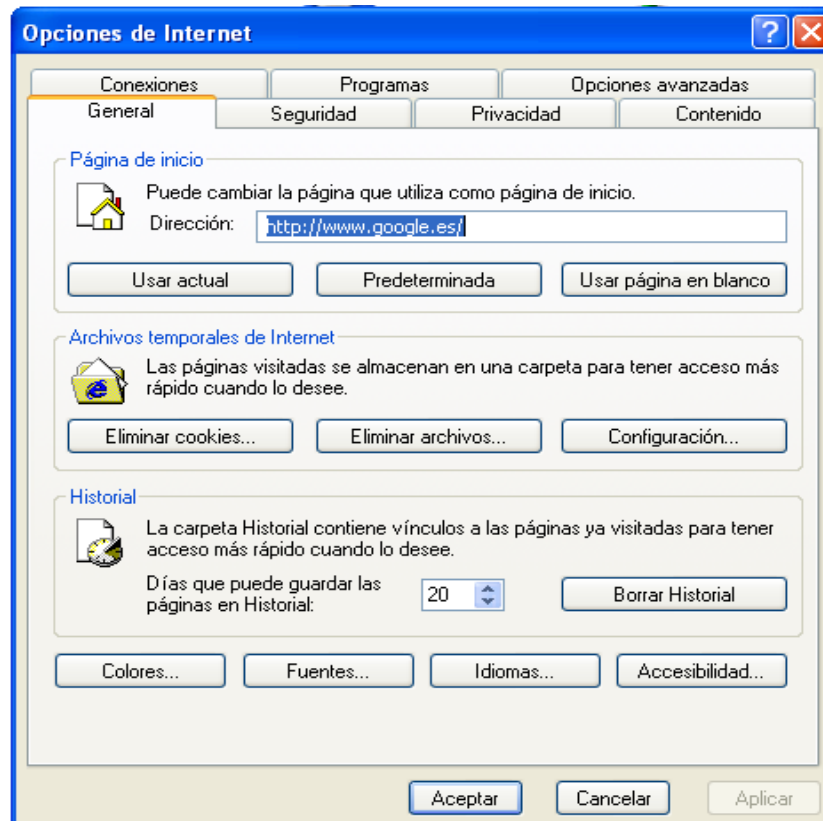 Opciones de Internet
Conexiones Programas Opciones avanzadas
General Seguridad Privacidad Contenido
Página de inicio
Puede cambiar la página que utiliza como página de inicio.
Dirección: http://www.google.es/
Usar actual Predeterminada Usar página en blanco
Archivos temporales de Internet
Las páginas visitadas se almacenan en una carpeta para tener acceso más
rápido cuando lo desee.
Eliminar cookies... Eliminar archivos... Configuración...
Historial
La carpeta Historial contiene vínculos a las páginas ya visitadas para tener
acceso más rápido cuando lo desee.
Días que puede guardar las
páginas en Historial: 20 Borrar Historial
Colores... Fuentes... Idiomas... Accesibilidad...
Aceptar Cancelar Aplicar